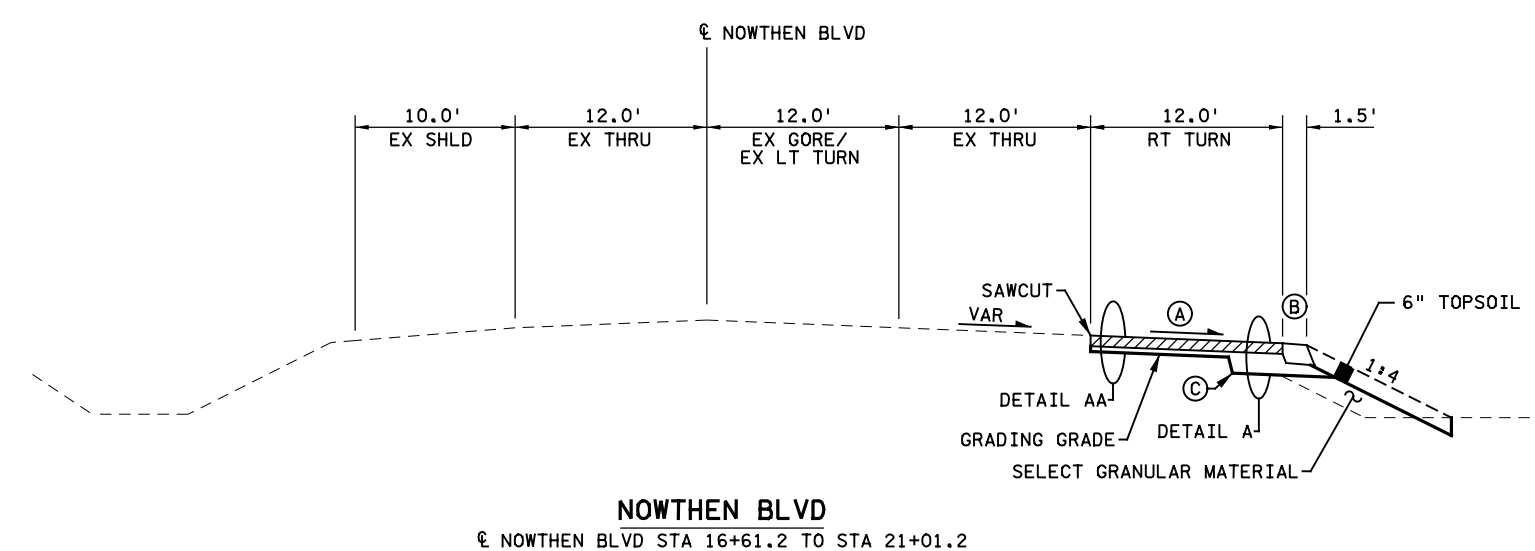 ℄ NOWTHEN BLVD
10.0'
12.0'
12.0'
12.0'
12.0'
1.5'
EX SHLD
EX THRU
EX GORE/
EX LT TURN
EX THRU
RT TURN
SAWCUT
VAR
A
B
6" TOPSOIL
1:4
DETAIL AA
C
GRADING GRADE
DETAIL A
SELECT GRANULAR MATERIAL
NOWTHEN BLVD
℄ NOWTHEN BLVD STA 16+61.2 TO STA 21+01.2